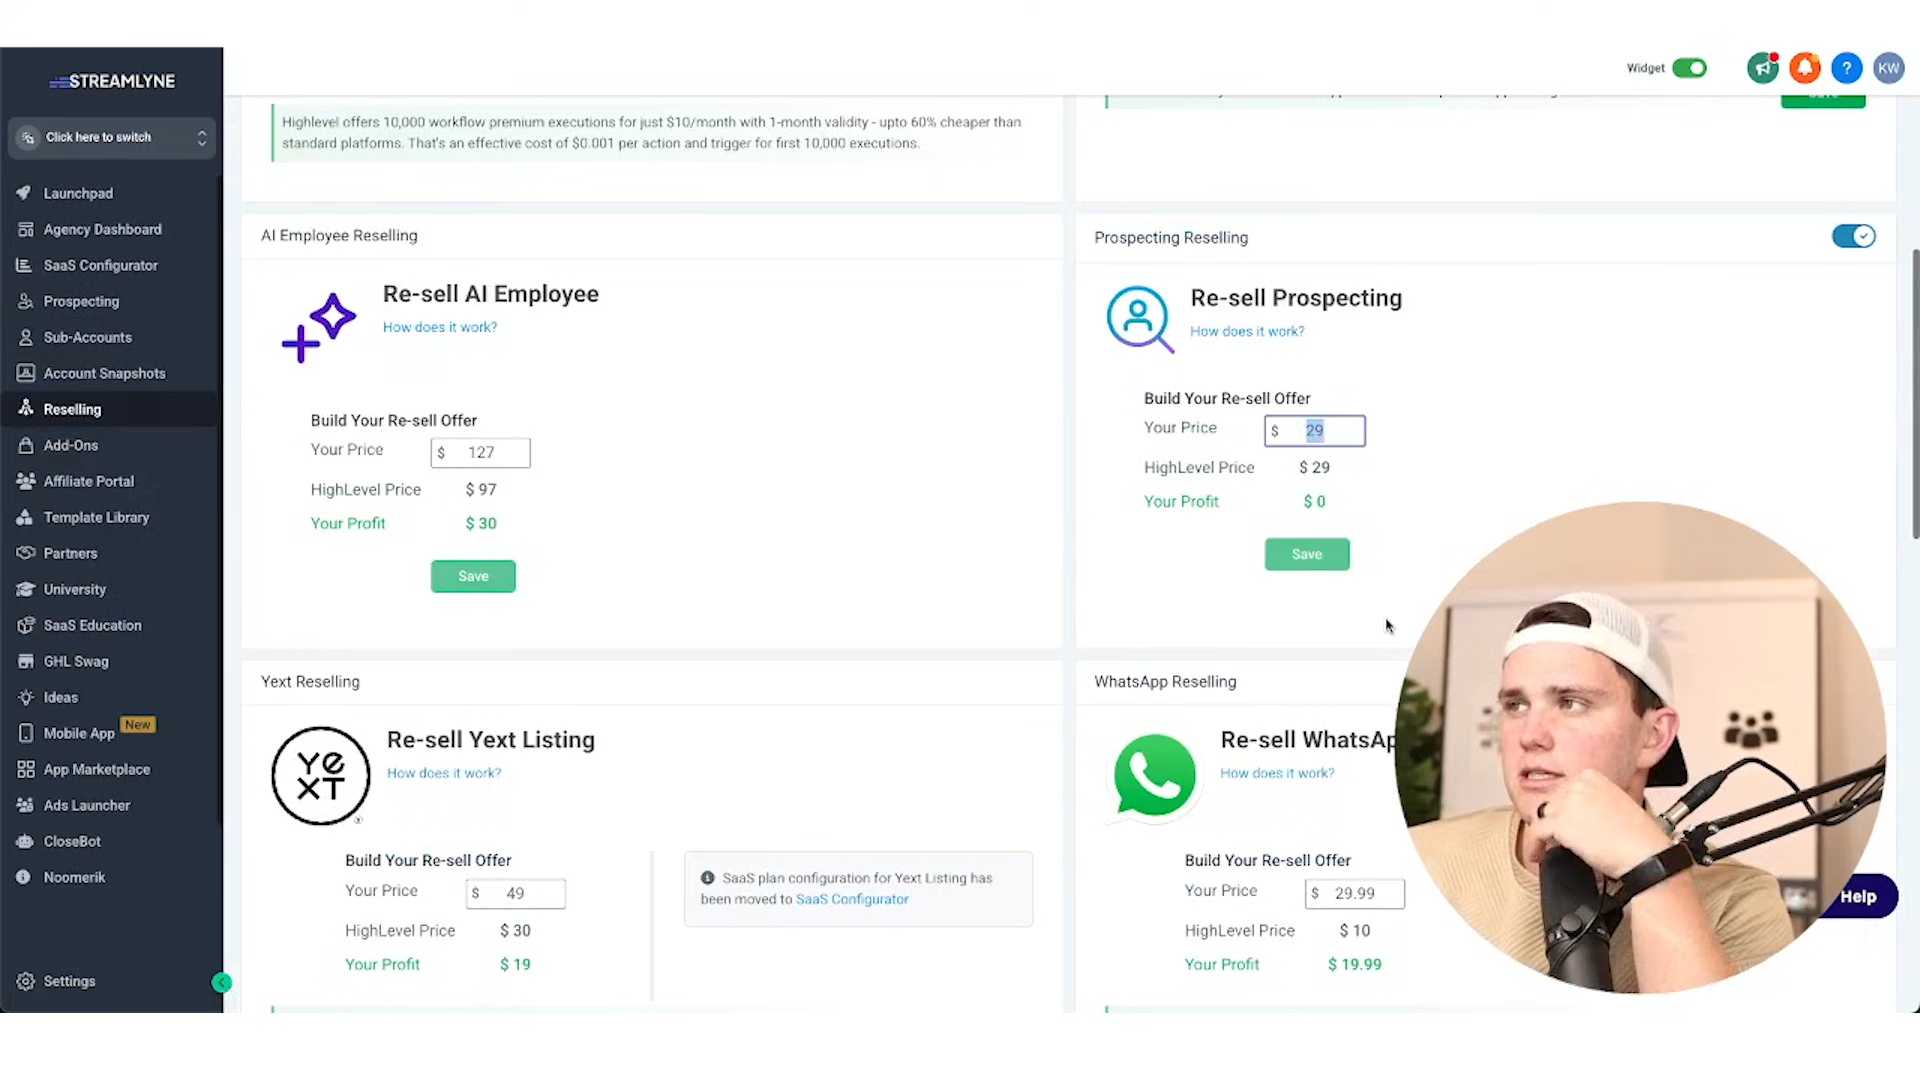 STREAMLYNE
Click here to switch
Launchpad
Agency Dashboard
SaaS Configurator
Prospecting
Sub-Accounts
Account Snapshots
Reselling
Add-Ons
Affiliate Portal
Template Library
Partners
University
SaaS Education
GHL Swag
Ideas
Mobile App New
App Marketplace
Ads Launcher
CloseBot
Noomerik
Settings
Widget
?
KW
Highlevel offers 10,000 workflow premium executions for just $10/month with 1-month validity - upto 60% cheaper than
standard platforms. That's an effective cost of $0.001 per action and trigger for first 10,000 executions.
AI Employee Reselling
Re-sell AI Employee
How does it work?
Build Your Re-sell Offer
Your Price $ 127
HighLevel Price $ 97
Your Profit $ 30
Save
Prospecting Reselling
Re-sell Prospecting
How does it work?
Build Your Re-sell Offer
Your Price $ 29
HighLevel Price $ 29
Your Profit $ 0
Save
Yext Reselling
YEXT
Re-sell Yext Listing
How does it work?
Build Your Re-sell Offer
Your Price $ 49
HighLevel Price $ 30
Your Profit $ 19
SaaS plan configuration for Yext Listing has
been moved to SaaS Configurator
WhatsApp Reselling
Re-sell WhatsAp
How does it work?
Build Your Re-sell Offer
Your Price $ 29.99
HighLevel Price $ 10
Your Profit $ 19.99
Help